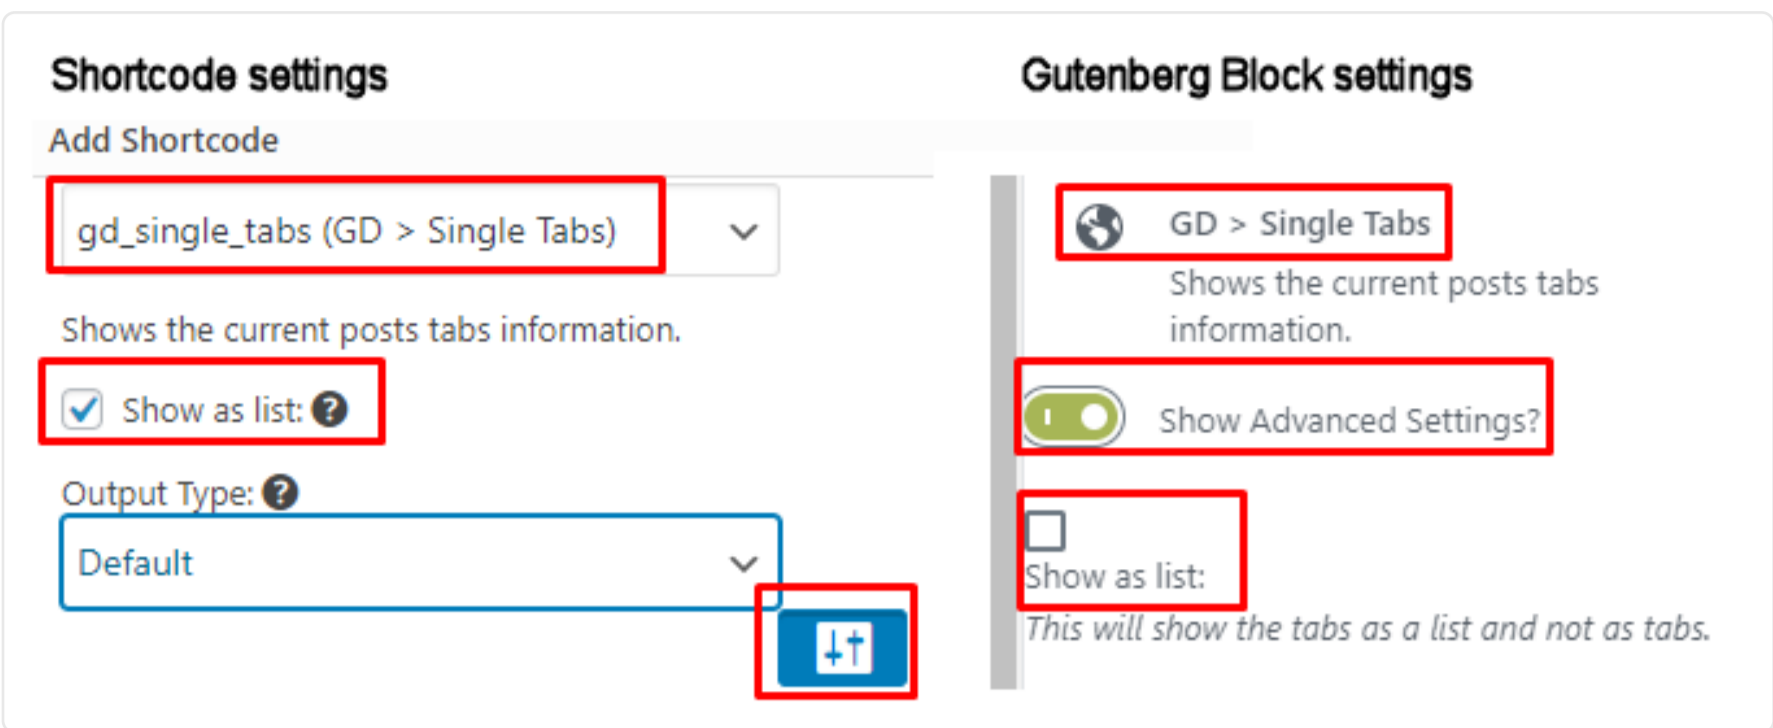 Shortcode settings
Add Shortcode
gd_single_tabs (GD > Single Tabs)
Shows the current posts tabs information.
Show as list: ?
Output Type: ?
Default
Gutenberg Block settings
GD > Single Tabs
Shows the current posts tabs
information.
Show Advanced Settings?
Show as list:
This will show the tabs as a list and not as tabs.